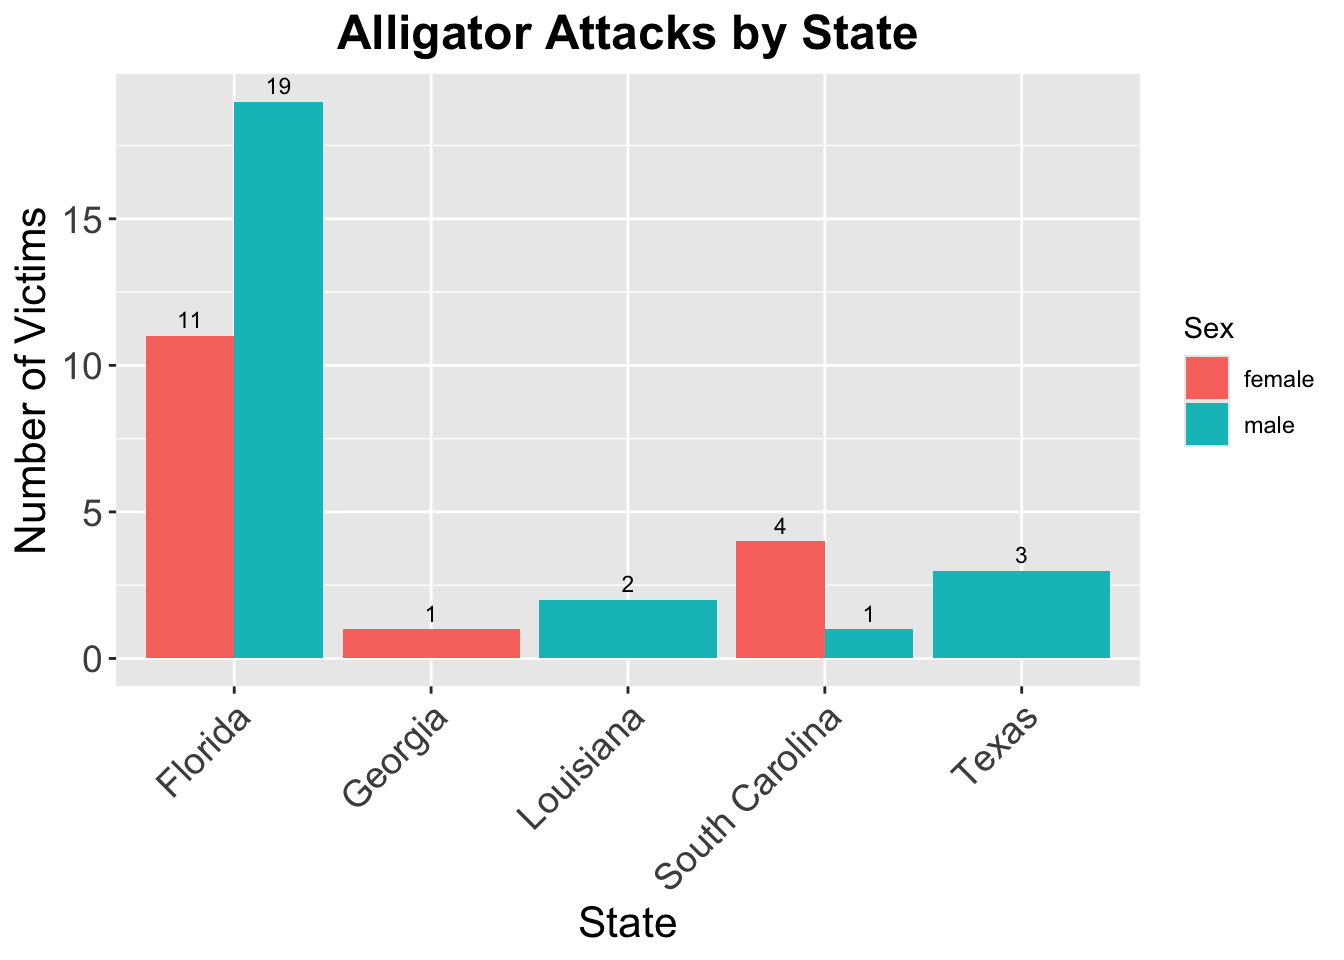 Alligator Attacks by State
Number of Victims
15
10
5
0
19
11
1
2
4
1
3
Florida
Georgia
Louisiana
South Carolina
Texas
State
Sex
female
male